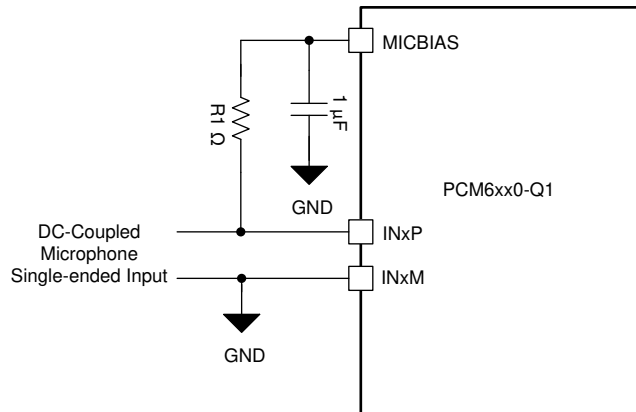 MICBIAS
R1 Ω
1 µF
GND
PCM6xx0-Q1
DC-Coupled
Microphone
Single-ended Input
INxP
INxM
GND